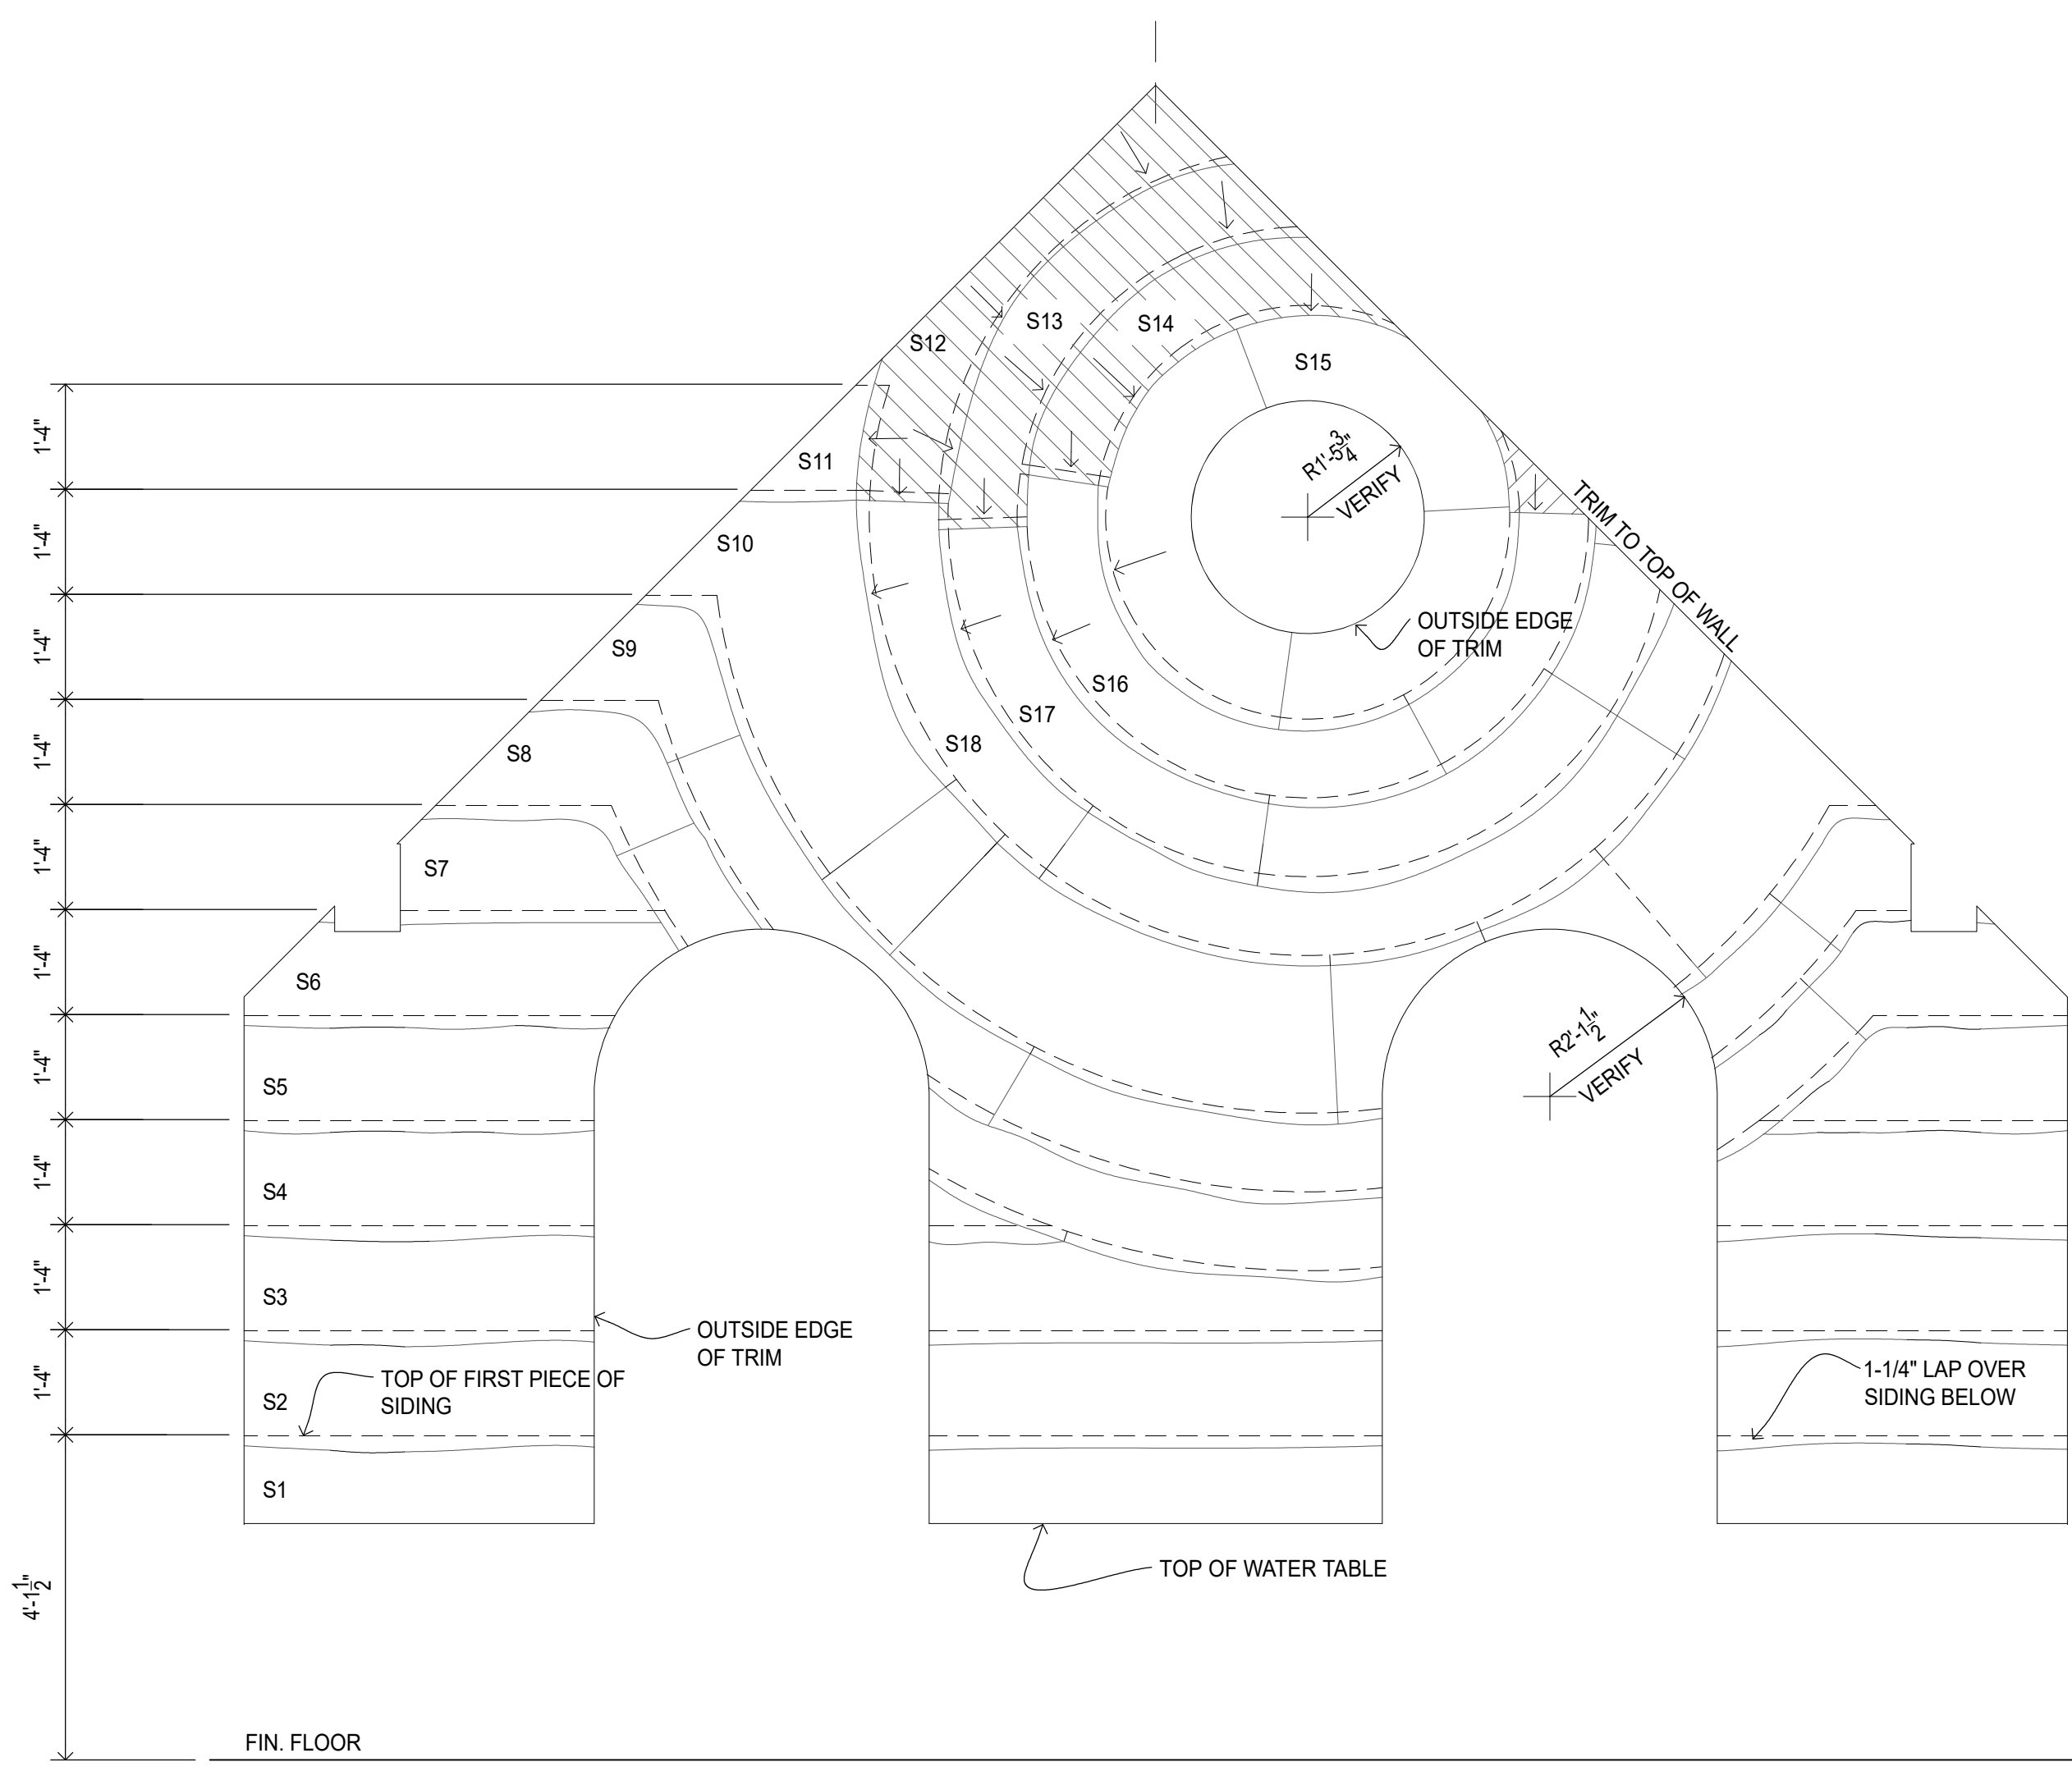 S12
S13
S14
S15
1'-4"
S11
R1'-5 3/4"
VERIFY
TRIM TO TOP OF WALL
1'-4"
S10
OUTSIDE EDGE
OF TRIM
1'-4"
S9
S16
S17
S18
1'-4"
S8
1'-4"
S7
1'-4"
S6
R2'-1 1/2"
VERIFY
1'-4"
S5
1'-4"
S4
1'-4"
S3
OUTSIDE EDGE
OF TRIM
1'-4"
S2
TOP OF FIRST PIECE OF
SIDING
1-1/4" LAP OVER
SIDING BELOW
S1
TOP OF WATER TABLE
4'-1 1/2"
FIN. FLOOR